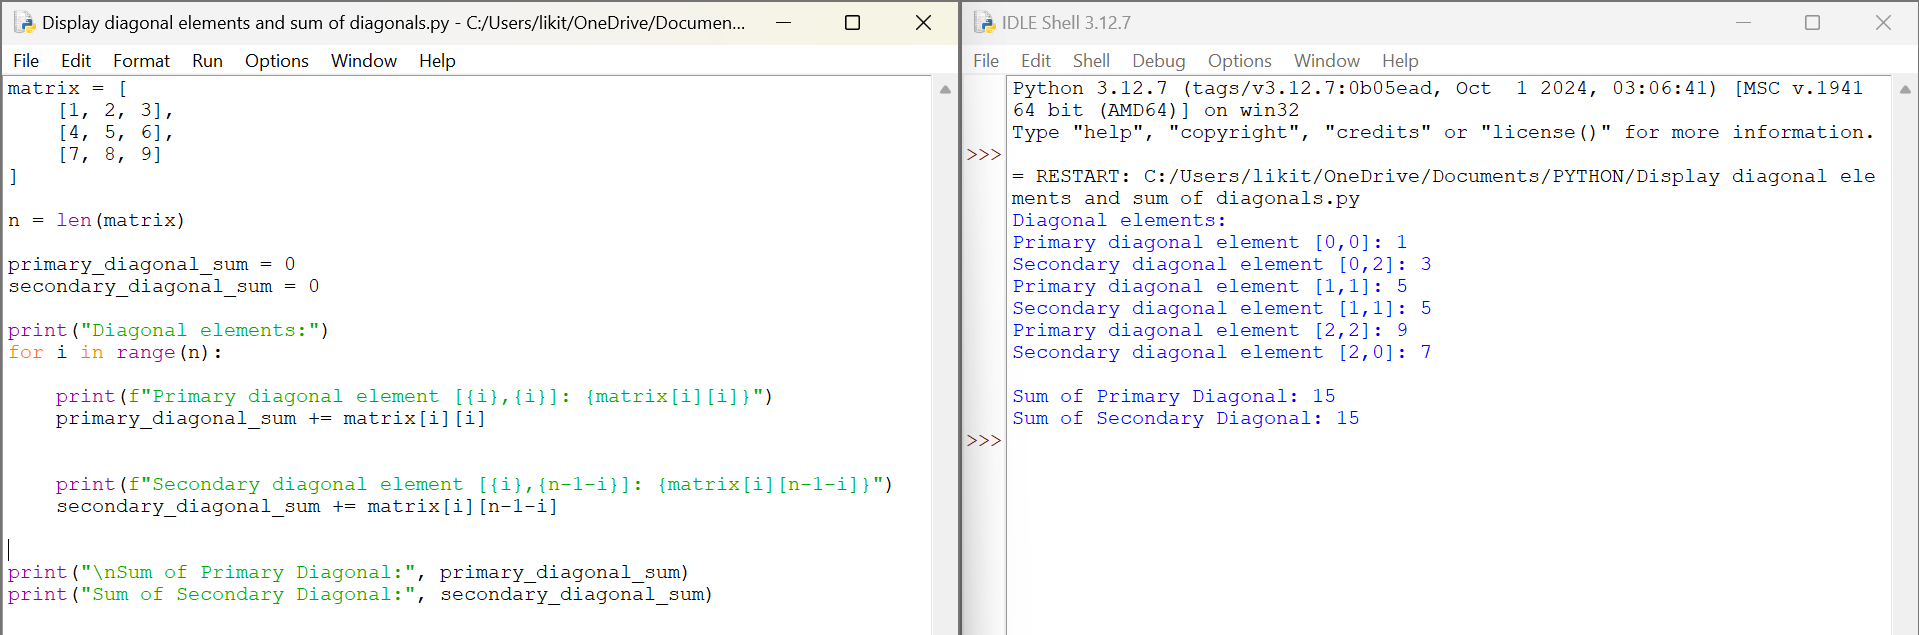 Display diagonal elements and sum of diagonals.py - C:/Users/likit/OneDrive/Documen...
File Edit Format Run Options Window Help
matrix = [
    [1, 2, 3],
    [4, 5, 6],
    [7, 8, 9]
]
n = len(matrix)
primary_diagonal_sum = 0
secondary_diagonal_sum = 0
print("Diagonal elements:")
for i in range(n):
    print(f"Primary diagonal element [{i},{i}]: {matrix[i][i]}")
    primary_diagonal_sum += matrix[i][i]
    print(f"Secondary diagonal element [{i},{n-1-i}]: {matrix[i][n-1-i]}")
    secondary_diagonal_sum += matrix[i][n-1-i]
print("\nSum of Primary Diagonal:", primary_diagonal_sum)
print("Sum of Secondary Diagonal:", secondary_diagonal_sum)
IDLE Shell 3.12.7
File Edit Shell Debug Options Window Help
Python 3.12.7 (tags/v3.12.7:0b05ead, Oct  1 2024, 03:06:41) [MSC v.1941
64 bit (AMD64)] on win32
Type "help", "copyright", "credits" or "license()" for more information.
>>>
= RESTART: C:/Users/likit/OneDrive/Documents/PYTHON/Display diagonal ele
ments and sum of diagonals.py
Diagonal elements:
Primary diagonal element [0,0]: 1
Secondary diagonal element [0,2]: 3
Primary diagonal element [1,1]: 5
Secondary diagonal element [1,1]: 5
Primary diagonal element [2,2]: 9
Secondary diagonal element [2,0]: 7
Sum of Primary Diagonal: 15
Sum of Secondary Diagonal: 15
>>>